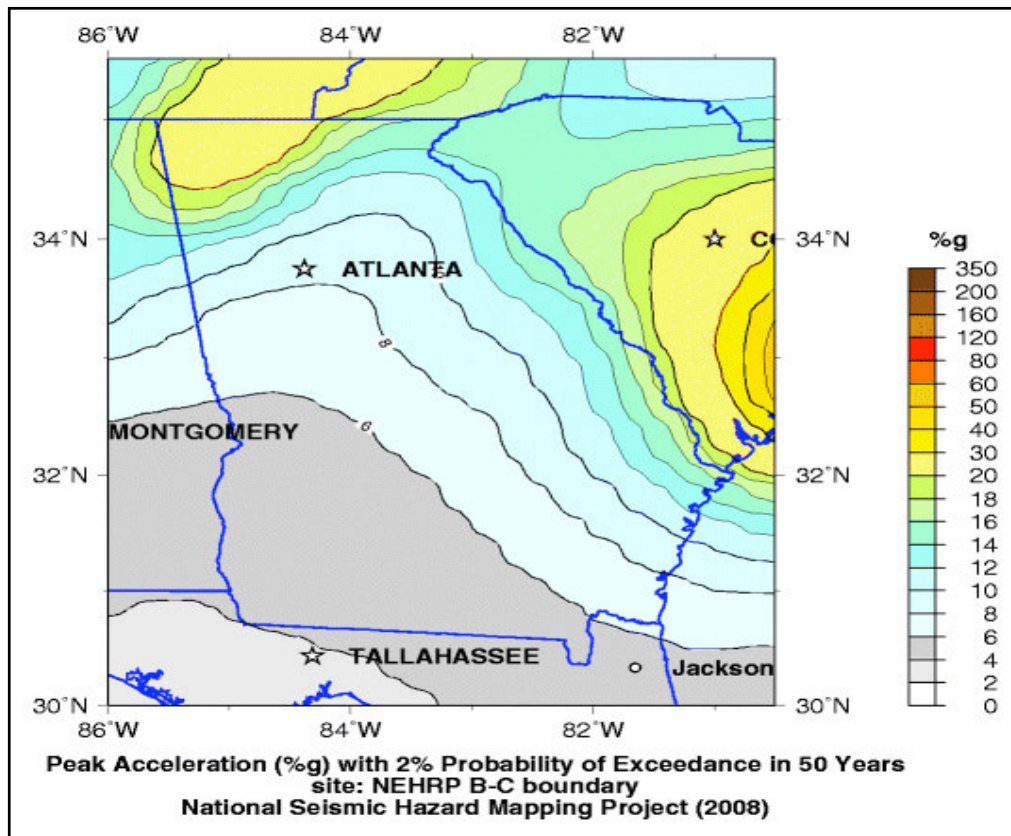 86°W 84°W 82°W
34°N 34°N
32°N 32°N
30°N 30°N
86°W 84°W 82°W
ATLANTA
CO
MONTGOMERY
TALLAHASSEE
Jackson
8
6
%g
350
200
160
120
80
60
50
40
30
20
18
16
14
12
10
8
6
4
2
0
Peak Acceleration (%g) with 2% Probability of Exceedance in 50 Years
site: NEHRP B-C boundary
National Seismic Hazard Mapping Project (2008)